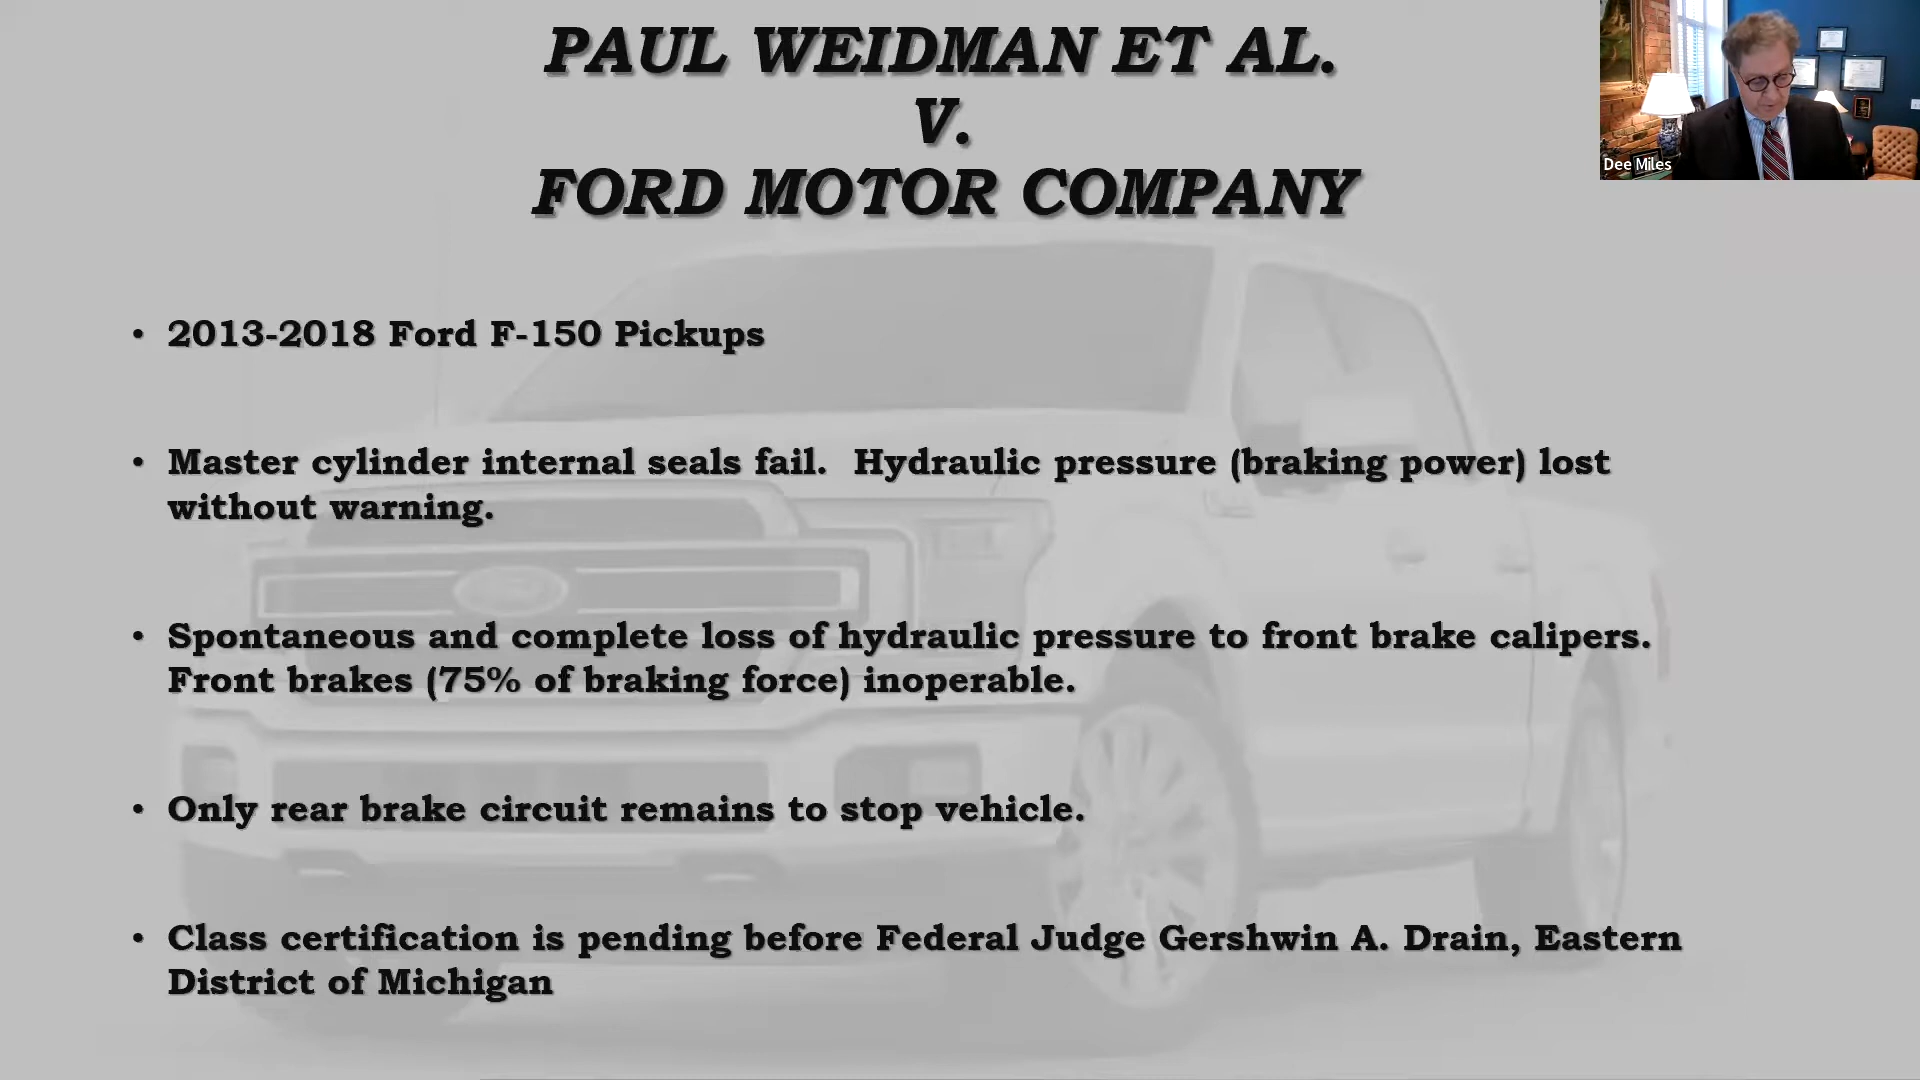 PAUL WEIDMAN ET AL.
V.
FORD MOTOR COMPANY
Dee Miles
• 2013-2018 Ford F-150 Pickups
• Master cylinder internal seals fail.  Hydraulic pressure (braking power) lost
without warning.
• Spontaneous and complete loss of hydraulic pressure to front brake calipers.
Front brakes (75% of braking force) inoperable.
• Only rear brake circuit remains to stop vehicle.
• Class certification is pending before Federal Judge Gershwin A. Drain, Eastern
District of Michigan